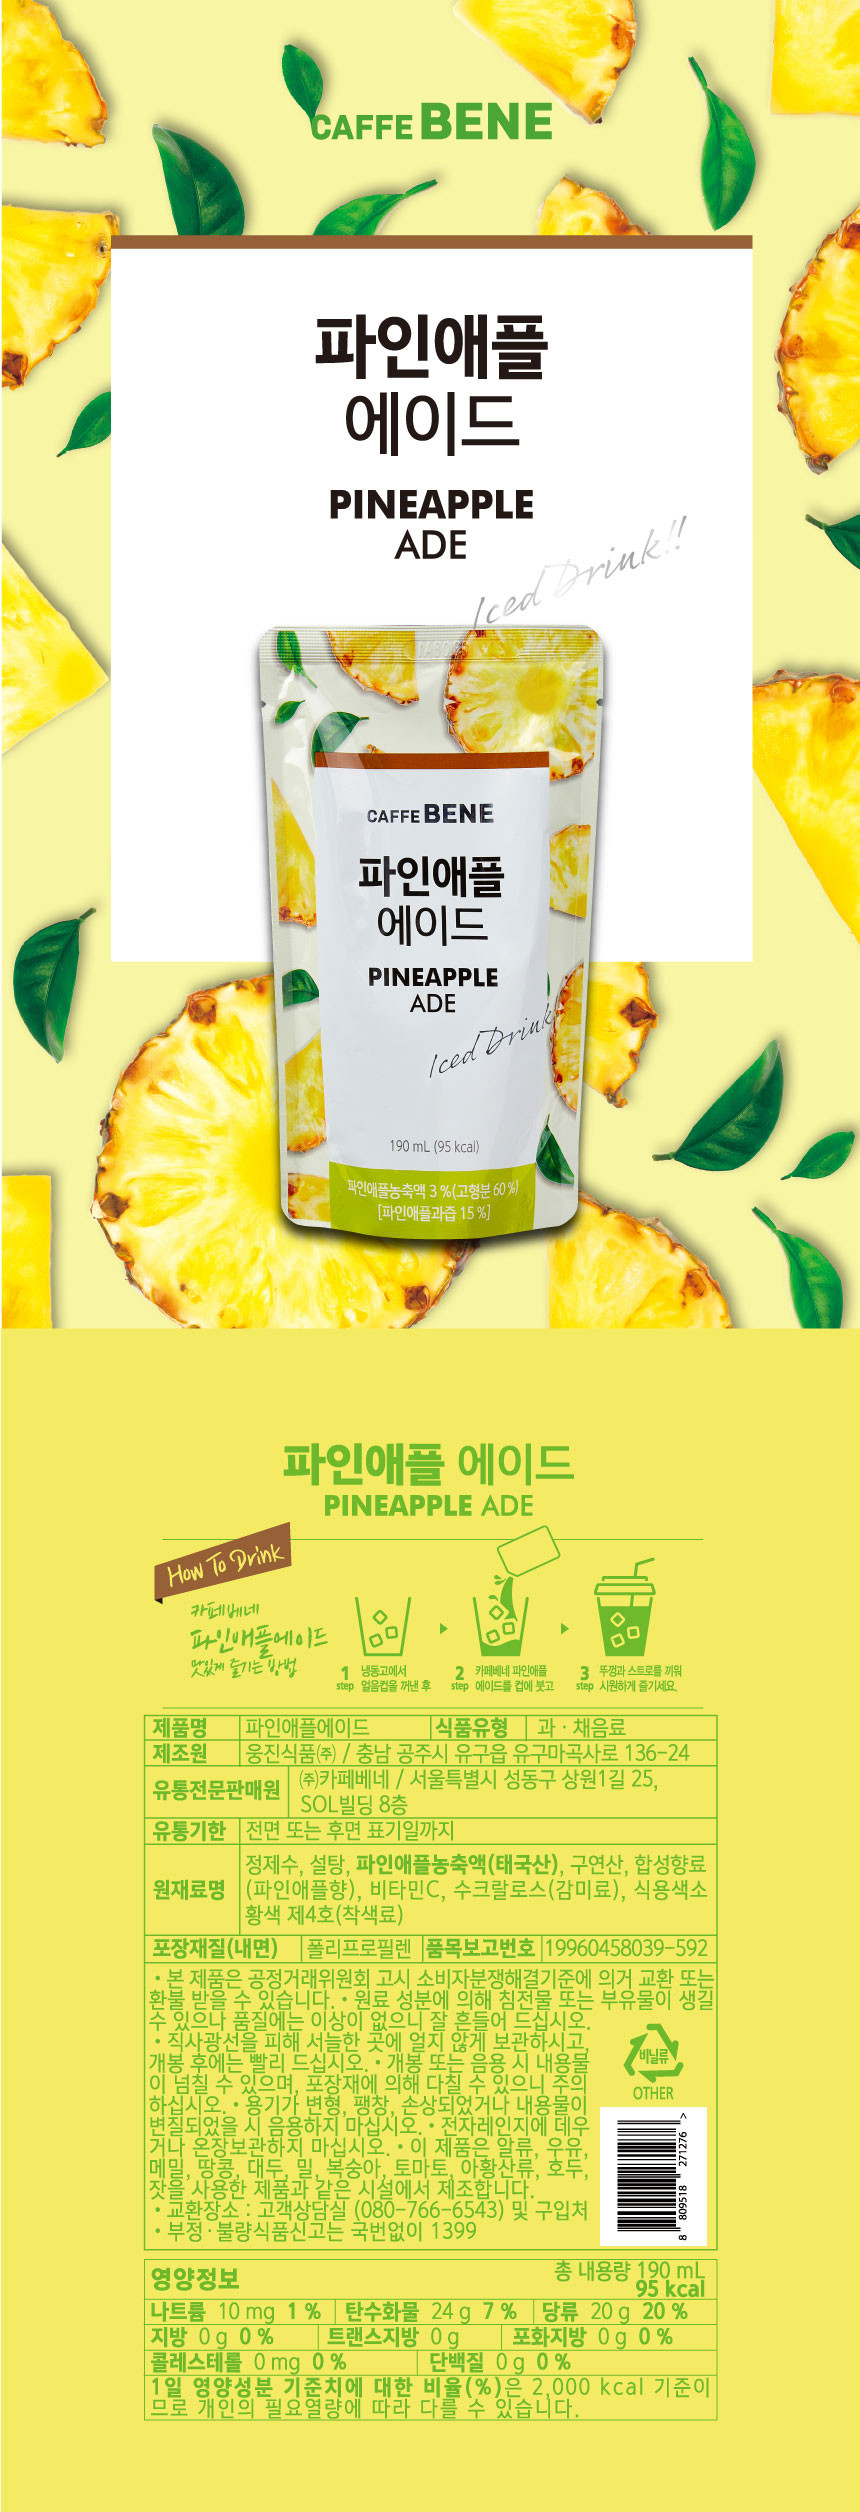 CAFFE BENE
파인애플
에이드
PINEAPPLE
ADE
Iced Drink!!
CAFFE BENE
파인애플
에이드
PINEAPPLE
ADE
Iced Drink!!
190 mL (95 kcal)
파인애플농축액 3 %(고형분 60 %)
[파인애플과즙 15 %]
파인애플 에이드
PINEAPPLE ADE
How To Drink
카페베네
파인애플에이드
맛있게 즐기는 방법
1 step 냉동고에서
얼음컵을 꺼낸 후
2 step 카페베네 파인애플
에이드를 컵에 붓고
3 step 뚜껑과 스트로를 끼워
시원하게 즐기세요.
제품명 파인애플에이드 식품유형 과 · 채음료
제조원 웅진식품㈜ / 충남 공주시 유구읍 유구마곡사로 136-24
유통전문판매원 ㈜카페베네 / 서울특별시 성동구 상원1길 25,
SOL빌딩 8층
유통기한 전면 또는 후면 표기일까지
원재료명 정제수, 설탕, 파인애플농축액(태국산), 구연산, 합성향료
(파인애플향), 비타민C, 수크랄로스(감미료), 식용색소
황색 제4호(착색료)
포장재질(내면) 폴리프로필렌 품목보고번호 19960458039-592
• 본 제품은 공정거래위원회 고시 소비자분쟁해결기준에 의거 교환 또는
환불 받을 수 있습니다. • 원료 성분에 의해 침전물 또는 부유물이 생길
수 있으나 품질에는 이상이 없으니 잘 흔들어 드십시오.
• 직사광선을 피해 서늘한 곳에 얼지 않게 보관하시고,
개봉 후에는 빨리 드십시오. • 개봉 또는 음용 시 내용물
이 넘칠 수 있으며, 포장재에 의해 다칠 수 있으니 주의
하십시오. • 용기가 변형, 팽창, 손상되었거나 내용물이
변질되었을 시 음용하지 마십시오. • 전자레인지에 데우
거나 온장보관하지 마십시오. • 이 제품은 알류, 우유,
메밀, 땅콩, 대두, 밀, 복숭아, 토마토, 아황산류, 호두,
잣을 사용한 제품과 같은 시설에서 제조합니다.
• 교환장소 : 고객상담실 (080-766-6543) 및 구입처
• 부정·불량식품신고는 국번없이 1399
비닐류
OTHER
8 809518 271276 >
영양정보 총 내용량 190 mL
95 kcal
나트륨 10 mg 1 % 탄수화물 24 g 7 % 당류 20 g 20 %
지방 0 g 0 % 트랜스지방 0 g 포화지방 0 g 0 %
콜레스테롤 0 mg 0 % 단백질 0 g 0 %
1일 영양성분 기준치에 대한 비율(%)은 2,000 kcal 기준이
므로 개인의 필요열량에 따라 다를 수 있습니다.